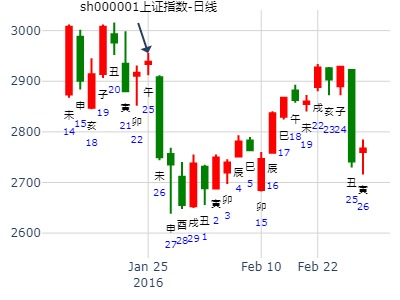 sh000001上证指数-日线
3000
2900
2800
2700
2600
未
14
申
15
亥
18
子
19
丑
20
寅
21
卯
22
午
25
未
26
申
27
酉
28
戌
29
丑
1
寅
2
卯
3
辰
4
巳
5
卯
15
辰
16
巳
17
午
18
未
19
戌
22
亥
23
子
24
丑
25
寅
26
Jan 25
2016
Feb 10
Feb 22